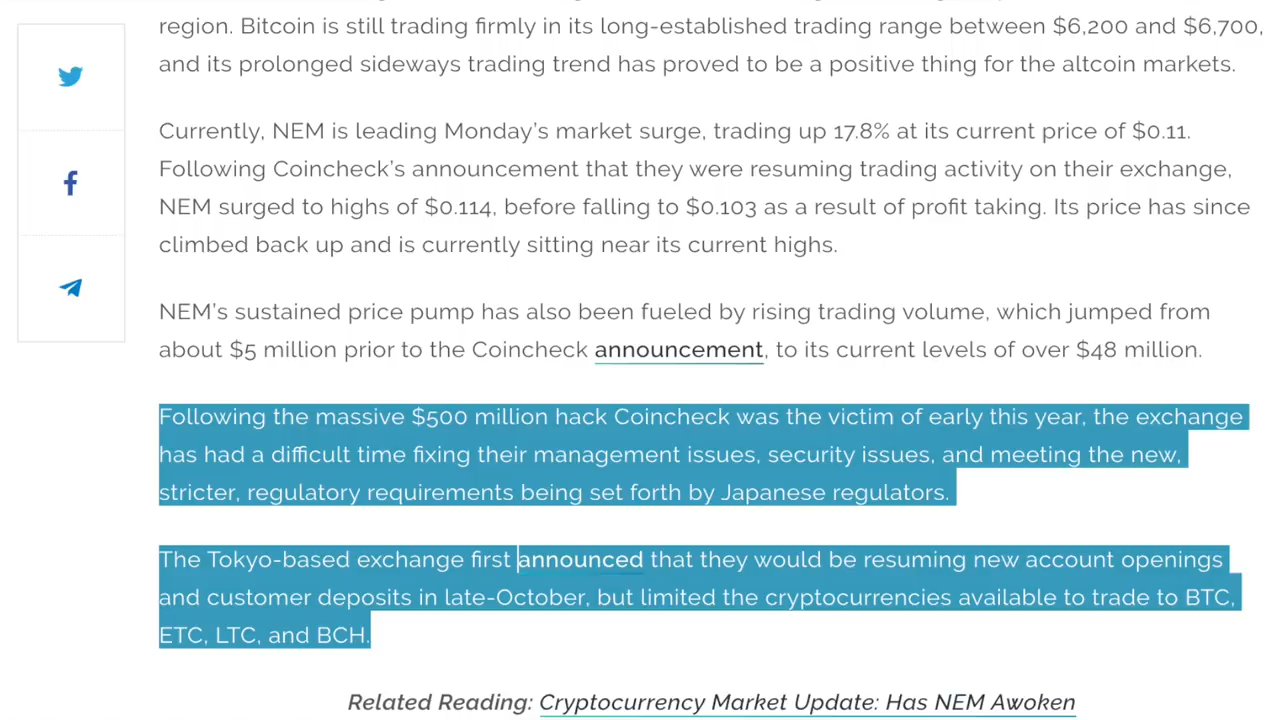 region. Bitcoin is still trading firmly in its long-established trading range between $6,200 and $6,700,
and its prolonged sideways trading trend has proved to be a positive thing for the altcoin markets.
Currently, NEM is leading Monday’s market surge, trading up 17.8% at its current price of $0.11.
Following Coincheck’s announcement that they were resuming trading activity on their exchange,
NEM surged to highs of $0.114, before falling to $0.103 as a result of profit taking. Its price has since
climbed back up and is currently sitting near its current highs.
NEM’s sustained price pump has also been fueled by rising trading volume, which jumped from
about $5 million prior to the Coincheck announcement, to its current levels of over $48 million.
Following the massive $500 million hack Coincheck was the victim of early this year, the exchange
has had a difficult time fixing their management issues, security issues, and meeting the new,
stricter, regulatory requirements being set forth by Japanese regulators.
The Tokyo-based exchange first announced that they would be resuming new account openings
and customer deposits in late-October, but limited the cryptocurrencies available to trade to BTC,
ETC, LTC, and BCH.
Related Reading: Cryptocurrency Market Update: Has NEM Awoken